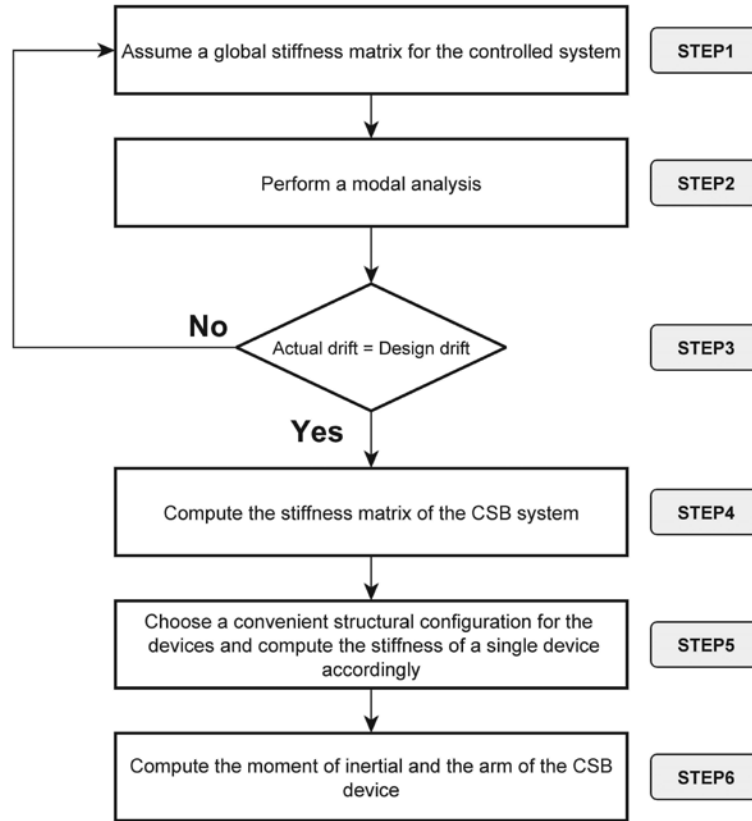 Assume a global stiffness matrix for the controlled system
STEP1
Perform a modal analysis
STEP2
No
Actual drift = Design drift
STEP3
Yes
Compute the stiffness matrix of the CSB system
STEP4
Choose a convenient structural configuration for the
devices and compute the stiffness of a single device
accordingly
STEP5
Compute the moment of inertial and the arm of the CSB
device
STEP6